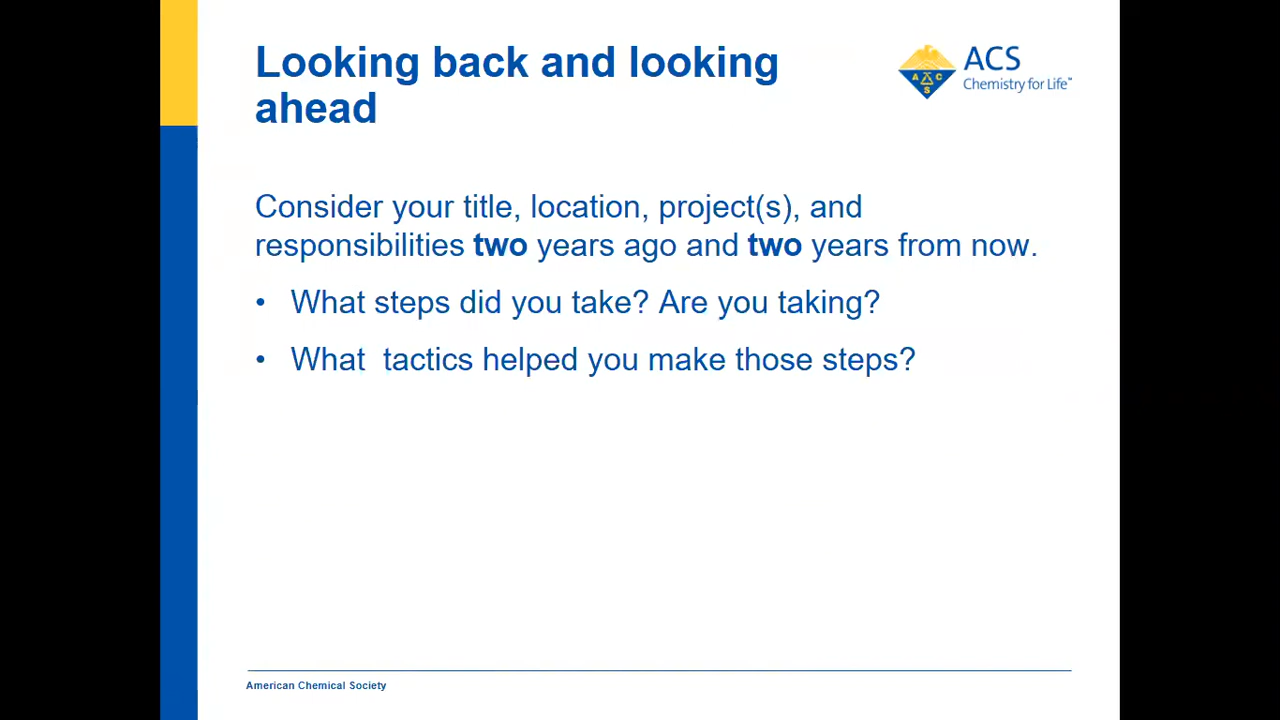 Looking back and looking
ahead
ACS
Chemistry for Life™
A C S
Consider your title, location, project(s), and
responsibilities two years ago and two years from now.
• What steps did you take? Are you taking?
• What  tactics helped you make those steps?
American Chemical Society